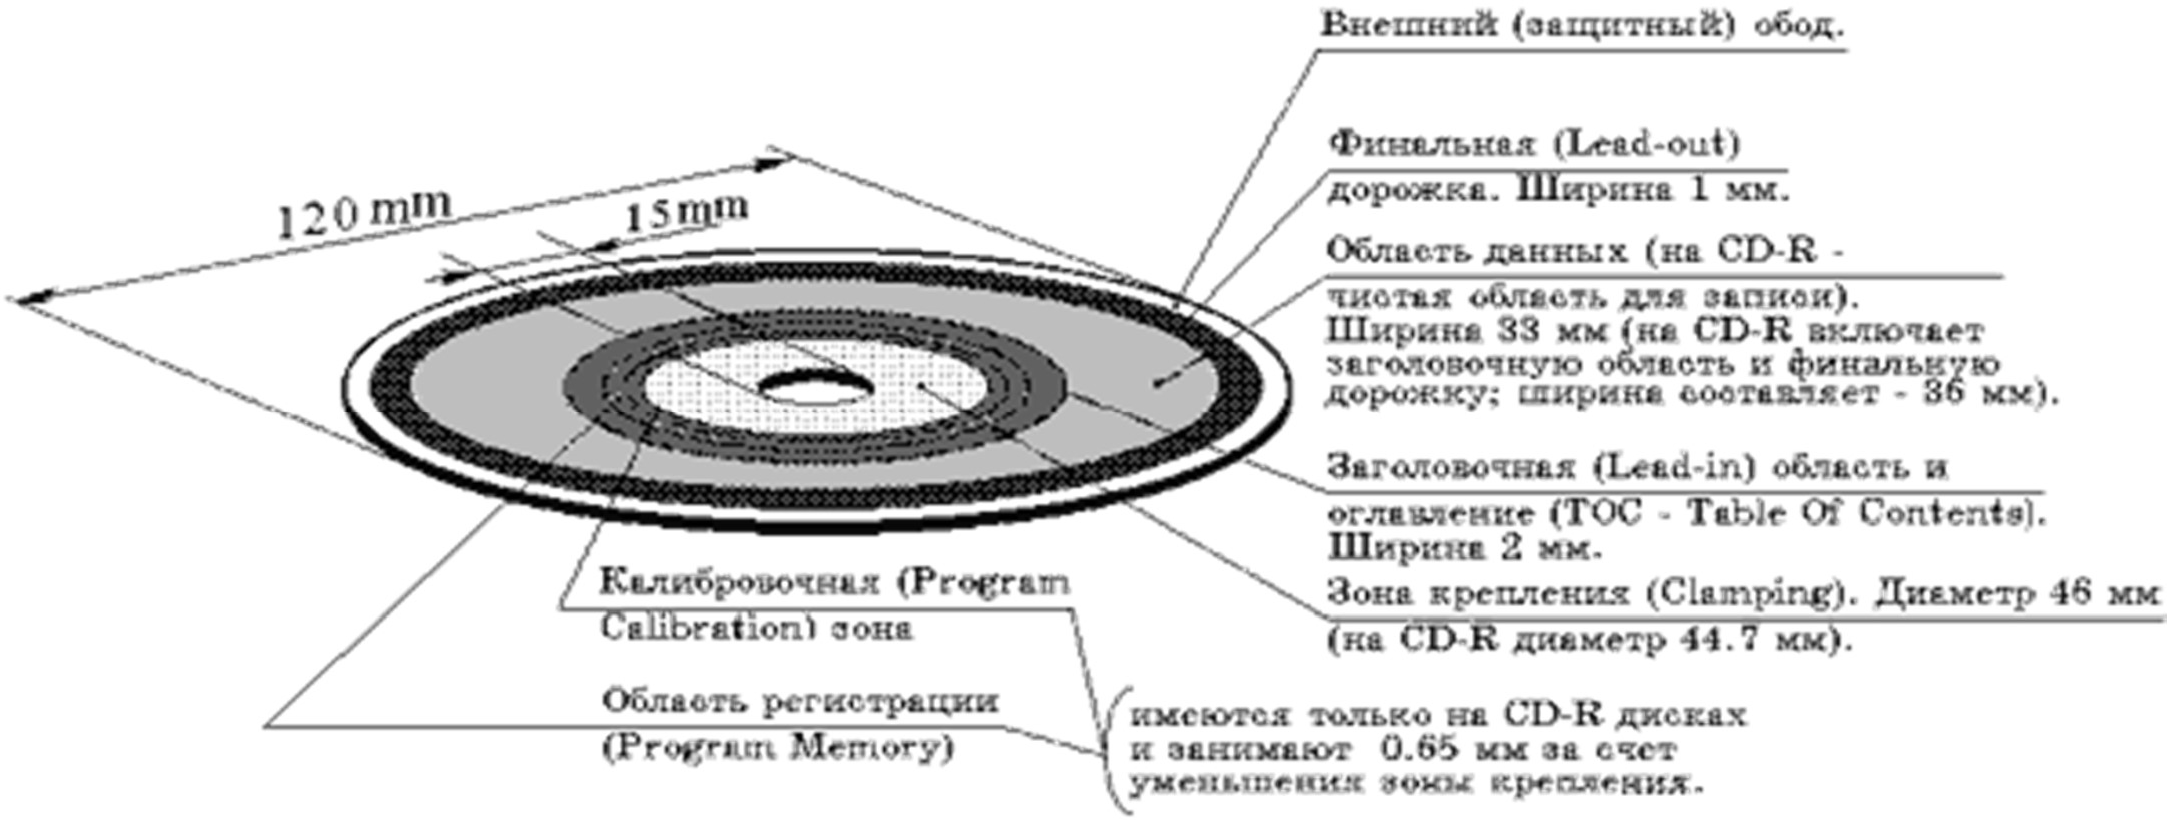 Внешний (защитный) обод.
120 mm
15mm
Финальная (Lead-out)
дорожка. Ширина 1 мм.
Область данных (на CD-R -
чистая область для записи).
Ширина 33 мм (на CD-R включает
заголовочную область и финальную
дорожку; ширина составляет - 36 мм).
Заголовочная (Lead-in) область и
оглавление (TOC - Table Of Contents).
Ширина 2 мм.
Зона крепления (Clamping). Диаметр 46 мм
(на CD-R диаметр 44.7 мм).
Калибровочная (Program
Calibration) зона
Область регистрации
(Program Memory)
имеются только на CD-R дисках
и занимают 0.65 мм за счет
уменьшения зоны крепления.